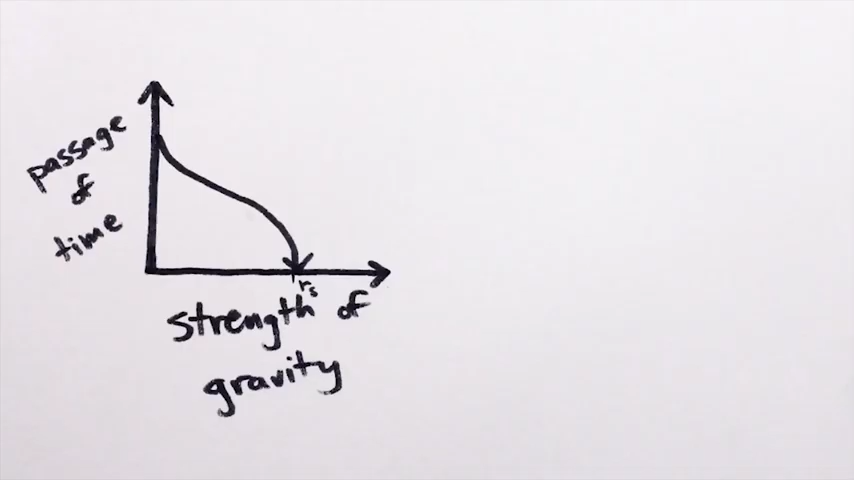 passage
of
time
rs
strength of
gravity